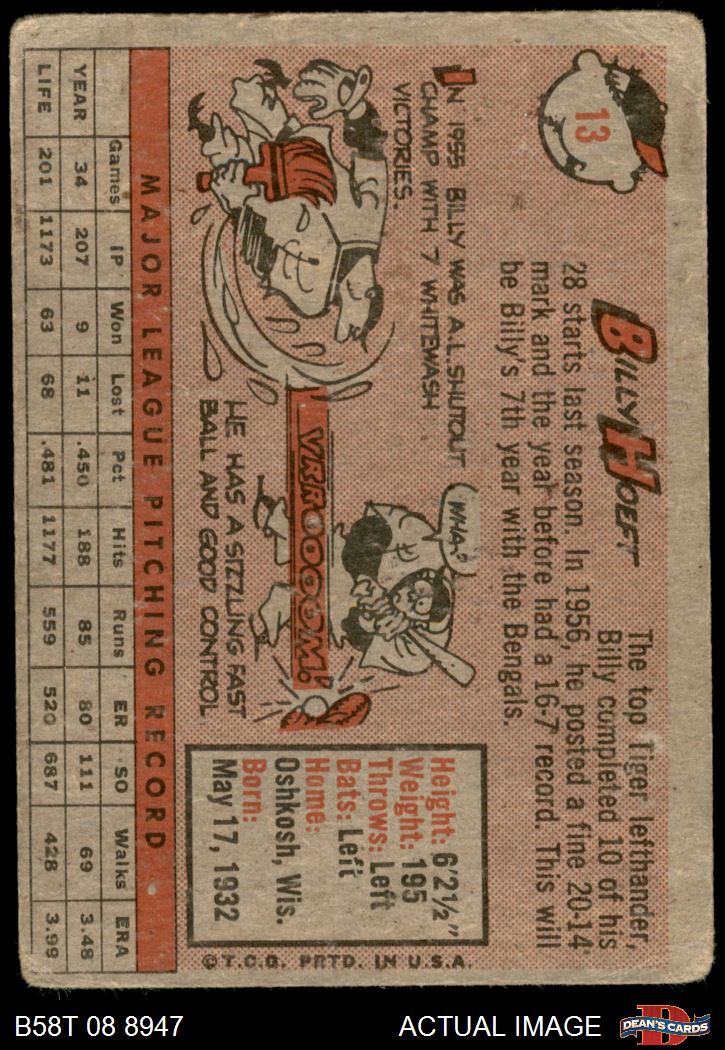 13
BILLY HOEFT
The top Tiger lefthander,
Billy completed 10 of his
28 starts last season. In 1956, he posted a fine 20-14
mark and the year before had a 16-7 record. This will
be Billy's 7th year with the Bengals.
IN 1955 BILLY WAS A.L. SHUTOUT
CHAMP WITH 7 WHITEWASH
VICTORIES.
WHA?
VRROOOOM!
HE HAS A SIZZLING FAST
BALL AND GOOD CONTROL
Height: 6'2½"
Weight: 195
Throws: Left
Bats: Left
Home:
Oshkosh, Wis.
Born:
May 17, 1932
© T.C.G. PRTD. IN U.S.A.
MAJOR LEAGUE PITCHING RECORD
YEAR Games IP Won Lost Pct Hits Runs ER SO Walks ERA
YEAR 34 207 9 11 .450 188 85 80 111 69 3.48
LIFE 201 1173 63 68 .481 1177 559 520 687 428 3.99
B58T 08 8947
ACTUAL IMAGE
D
DEAN'S CARDS